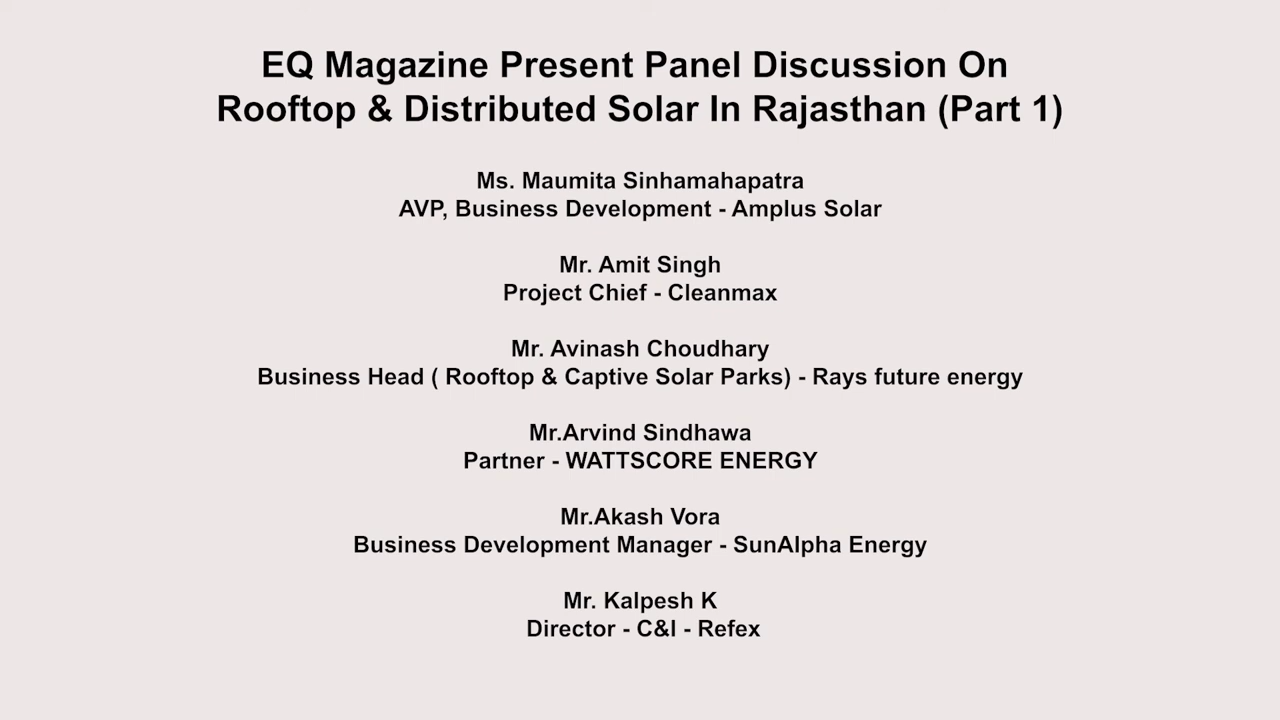 EQ Magazine Present Panel Discussion On
Rooftop & Distributed Solar In Rajasthan (Part 1)
Ms. Maumita Sinhamahapatra
AVP, Business Development - Amplus Solar
Mr. Amit Singh
Project Chief - Cleanmax
Mr. Avinash Choudhary
Business Head ( Rooftop & Captive Solar Parks) - Rays future energy
Mr.Arvind Sindhawa
Partner - WATTSCORE ENERGY
Mr.Akash Vora
Business Development Manager - SunAlpha Energy
Mr. Kalpesh K
Director - C&I - Refex